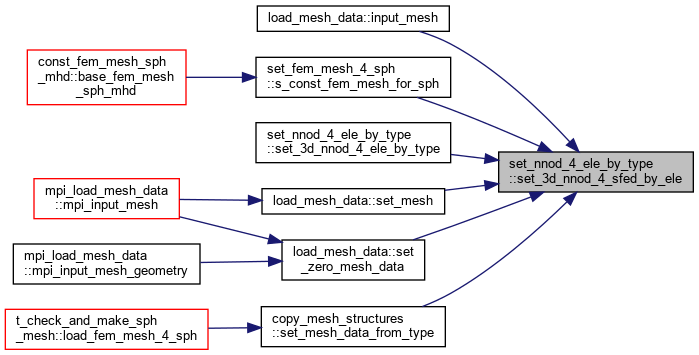 load_mesh_data::input_mesh
const_fem_mesh_sph
_mhd::base_fem_mesh
_sph_mhd
set_fem_mesh_4_sph
::s_const_fem_mesh_for_sph
set_nnod_4_ele_by_type
::set_3d_nnod_4_ele_by_type
set_nnod_4_ele_by_type
::set_3d_nnod_4_sfed_by_ele
mpi_load_mesh_data
::mpi_input_mesh
load_mesh_data::set_mesh
mpi_load_mesh_data
::mpi_input_mesh_geometry
load_mesh_data::set
_zero_mesh_data
t_check_and_make_sph
_mesh::load_fem_mesh_4_sph
copy_mesh_structures
::set_mesh_data_from_type